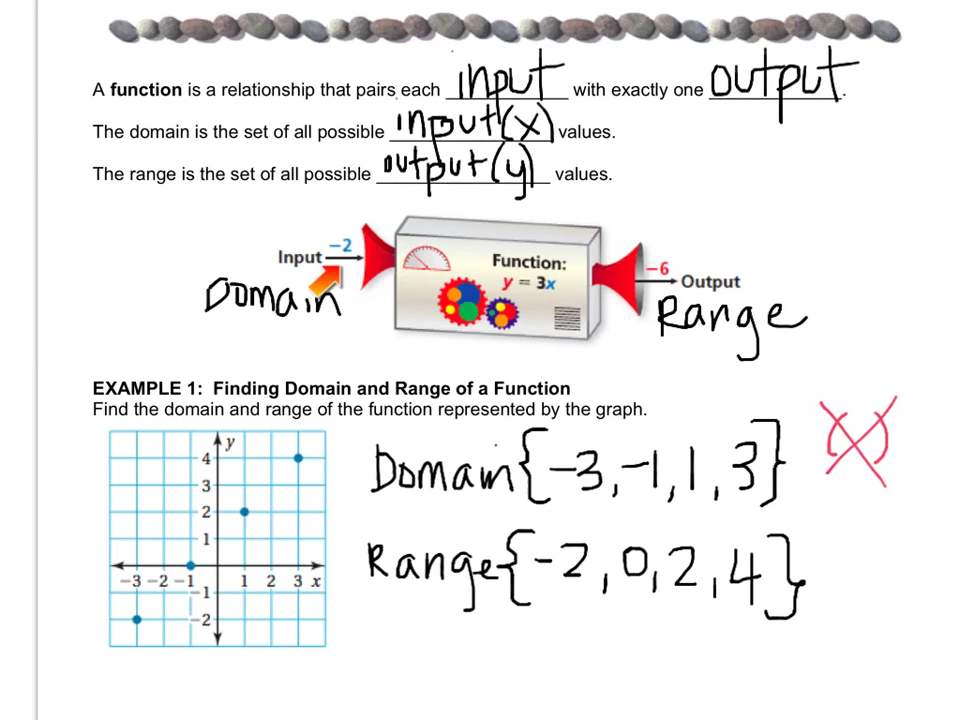 A function is a relationship that pairs each input with exactly one output.
The domain is the set of all possible input (x) values.
The range is the set of all possible output (y) values.
Input -2
Function:
y = 3x
-6 Output
Domain
Range
EXAMPLE 1: Finding Domain and Range of a Function
Find the domain and range of the function represented by the graph.
Domain {-3, -1, 1, 3}
Range {-2, 0, 2, 4}
y
4
3
2
1
-3 -2 -1 1 2 3 x
-1
-2